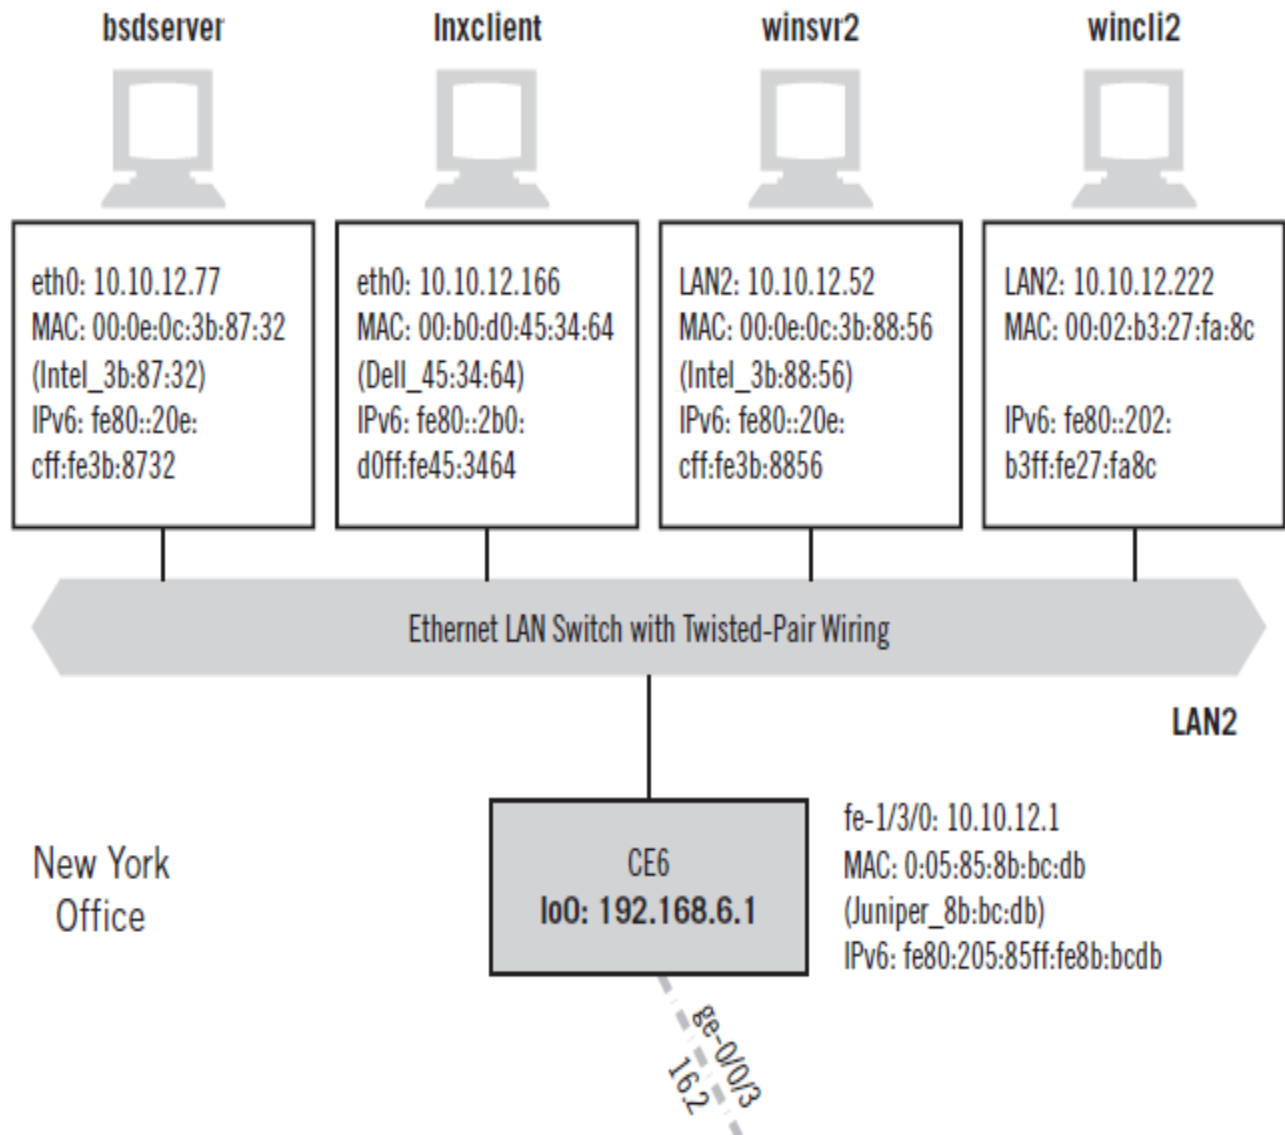 bsdserver
lnxclient
winsvr2
wincli2
eth0: 10.10.12.77
MAC: 00:0e:0c:3b:87:32
(Intel_3b:87:32)
IPv6: fe80::20e:
cff:fe3b:8732
eth0: 10.10.12.166
MAC: 00:b0:d0:45:34:64
(Dell_45:34:64)
IPv6: fe80::2b0:
d0ff:fe45:3464
LAN2: 10.10.12.52
MAC: 00:0e:0c:3b:88:56
(Intel_3b:88:56)
IPv6: fe80::20e:
cff:fe3b:8856
LAN2: 10.10.12.222
MAC: 00:02:b3:27:fa:8c
IPv6: fe80::202:
b3ff:fe27:fa8c
Ethernet LAN Switch with Twisted-Pair Wiring
LAN2
New York
Office
CE6
lo0: 192.168.6.1
fe-1/3/0: 10.10.12.1
MAC: 0:05:85:8b:bc:db
(Juniper_8b:bc:db)
IPv6: fe80:205:85ff:fe8b:bcdb
ge-0/0/3
16.2